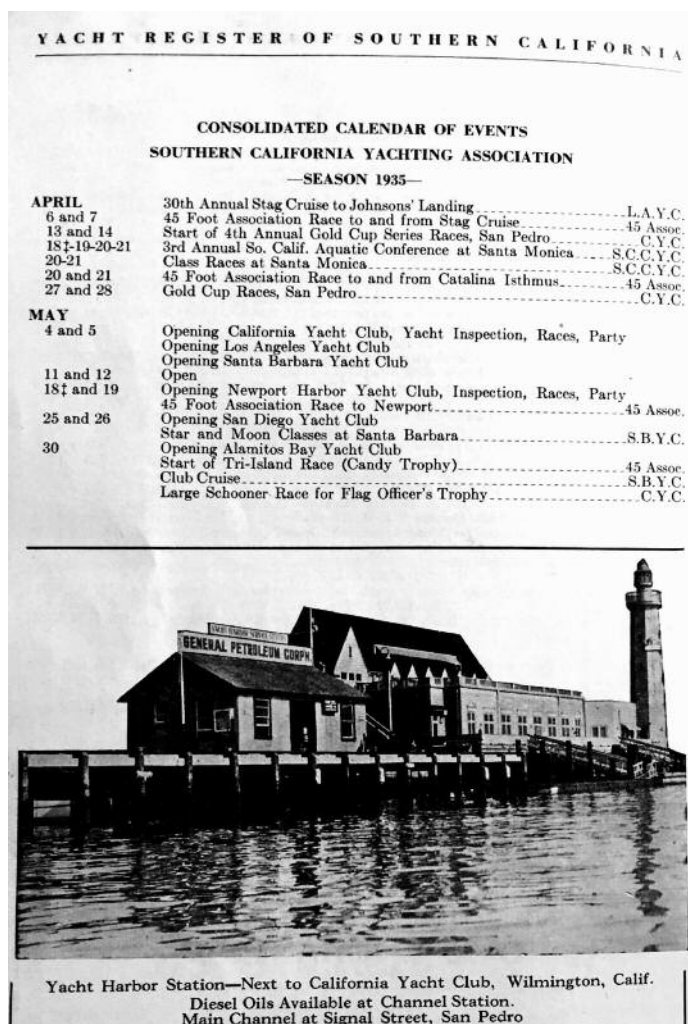 YACHT REGISTER OF SOUTHERN CALIFORNIA
CONSOLIDATED CALENDAR OF EVENTS
SOUTHERN CALIFORNIA YACHTING ASSOCIATION
—SEASON 1935—
APRIL 30th Annual Stag Cruise to Johnsons' Landing L.A.Y.C.
6 and 7 45 Foot Association Race to and from Stag Cruise 45 Assoc.
13 and 14 Start of 4th Annual Gold Cup Series Races, San Pedro C.Y.C.
18‡-19-20-21 3rd Annual So. Calif. Aquatic Conference at Santa Monica S.C.C.Y.C.
20-21 Class Races at Santa Monica S.C.C.Y.C.
20 and 21 45 Foot Association Race to and from Catalina Isthmus 45 Assoc.
27 and 28 Gold Cup Races, San Pedro C.Y.C.
MAY
4 and 5 Opening California Yacht Club, Yacht Inspection, Races, Party
Opening Los Angeles Yacht Club
Opening Santa Barbara Yacht Club
11 and 12 Open
18‡ and 19 Opening Newport Harbor Yacht Club, Inspection, Races, Party
45 Foot Association Race to Newport 45 Assoc.
25 and 26 Opening San Diego Yacht Club
Star and Moon Classes at Santa Barbara S.B.Y.C.
30 Opening Alamitos Bay Yacht Club
Start of Tri-Island Race (Candy Trophy) 45 Assoc.
Club Cruise S.B.Y.C.
Large Schooner Race for Flag Officer's Trophy C.Y.C.
GENERAL PETROLEUM CORPN.
Yacht Harbor Station—Next to California Yacht Club, Wilmington, Calif.
Diesel Oils Available at Channel Station.
Main Channel at Signal Street, San Pedro